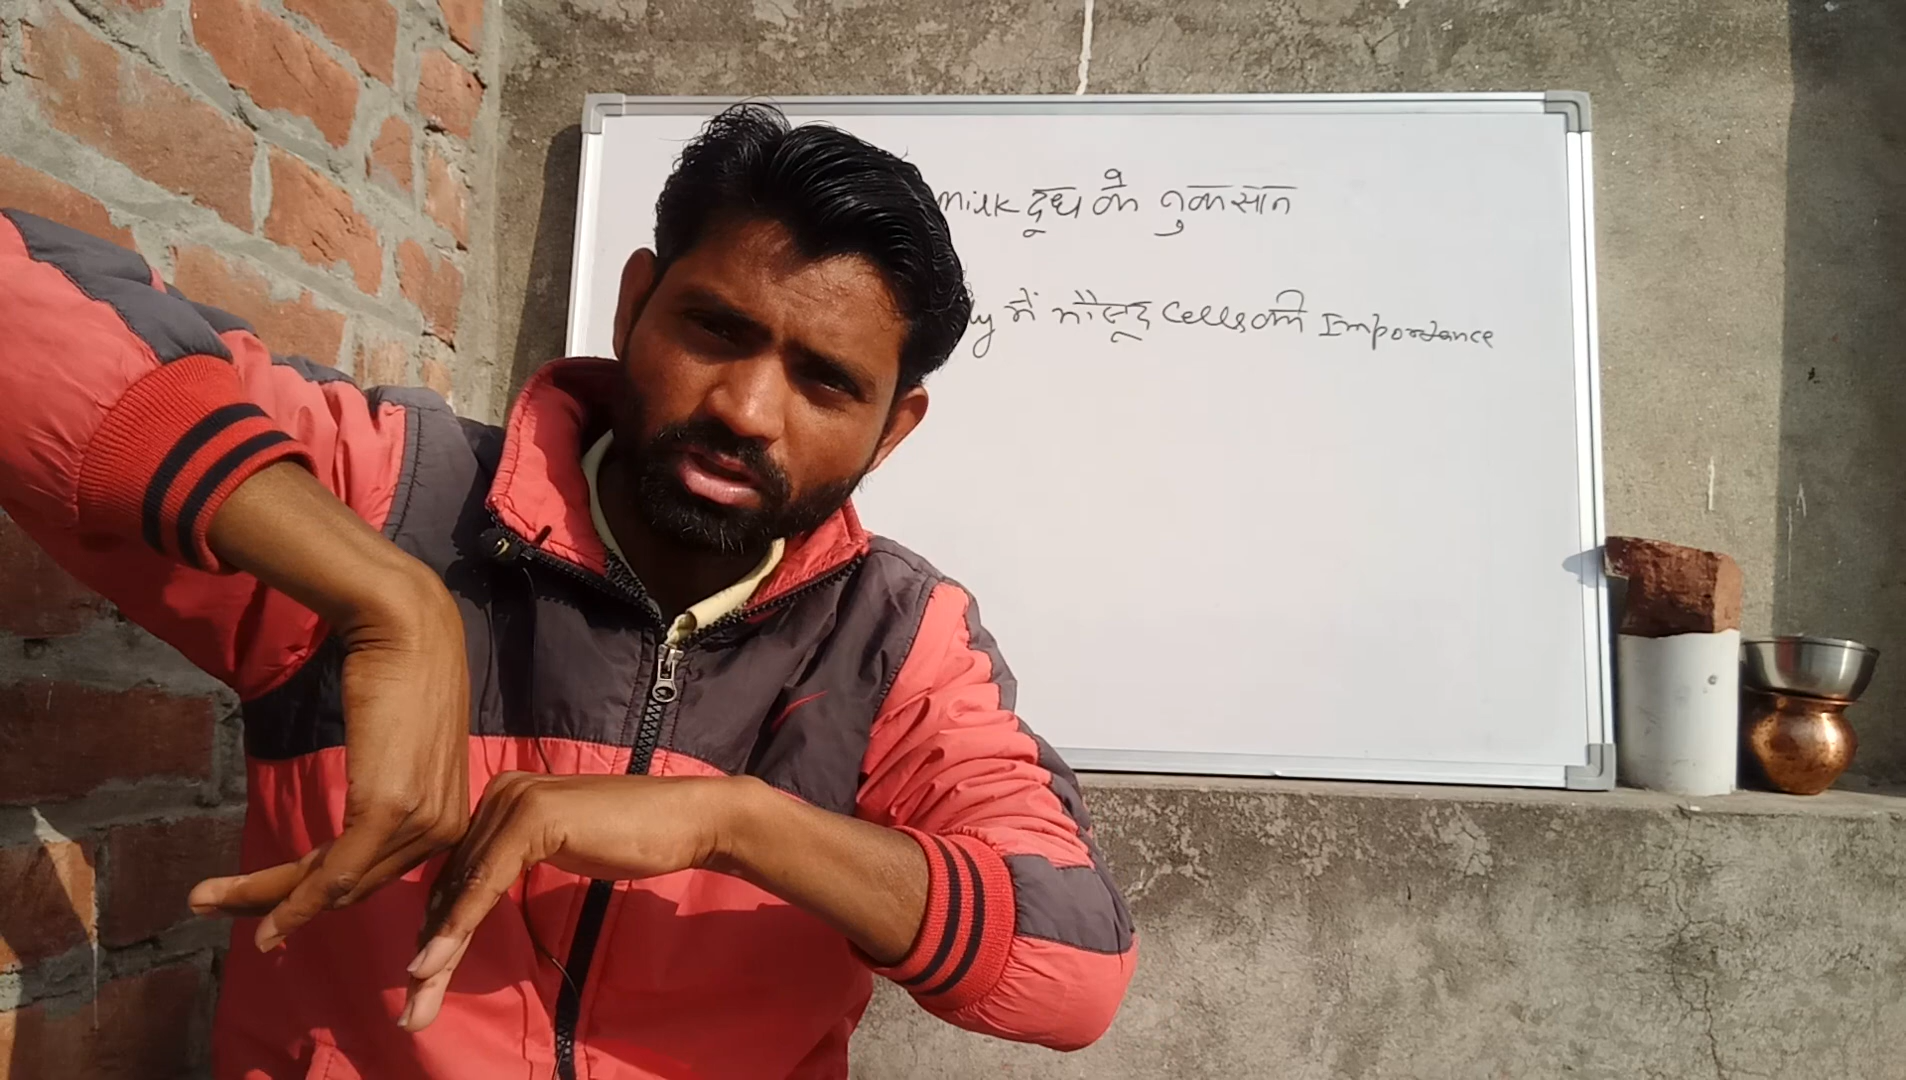 Milk दूध के नुकसान
में मौजूद Cells की Importance